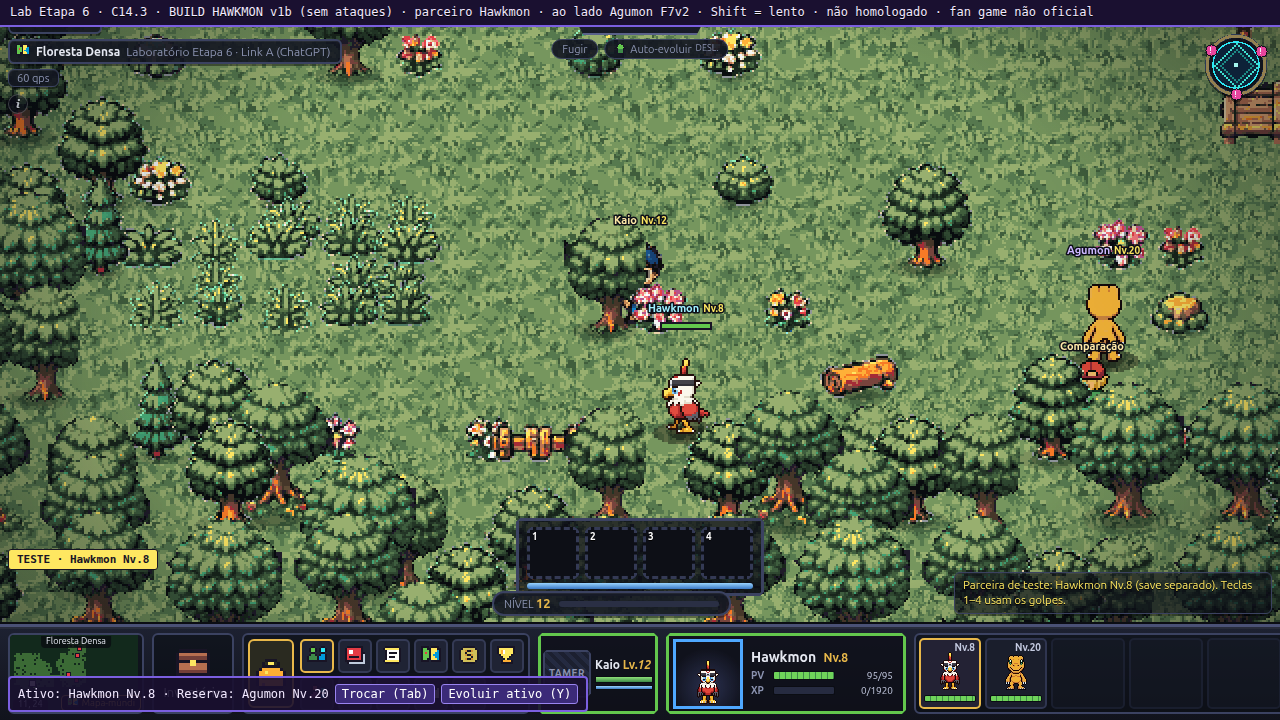 Lab Etapa 6 · C14.3 · BUILD HAWKMON v1b (sem ataques) · parceiro Hawkmon · ao lado Agumon F7v2 · Shift = lento · não homologado · fan game não oficial
Floresta Densa Laboratório Etapa 6 · Link A (ChatGPT)
Fugir
Auto-evoluir DESL.
60 qps
i
Kaio Nv.12
Agumon Nv.20
Hawkmon Nv.8
Comparação
1 2 3 4
TESTE · Hawkmon Nv.8
Parceira de teste: Hawkmon Nv.8 (save separado). Teclas
1–4 usam os golpes.
NÍVEL 12
Floresta Densa
TAMER
Kaio Lv.12
Hawkmon Nv.8
PV 95/95
XP 0/1920
Nv.8
Nv.20
Ativo: Hawkmon Nv.8 · Reserva: Agumon Nv.20 Trocar (Tab) Evoluir ativo (Y)